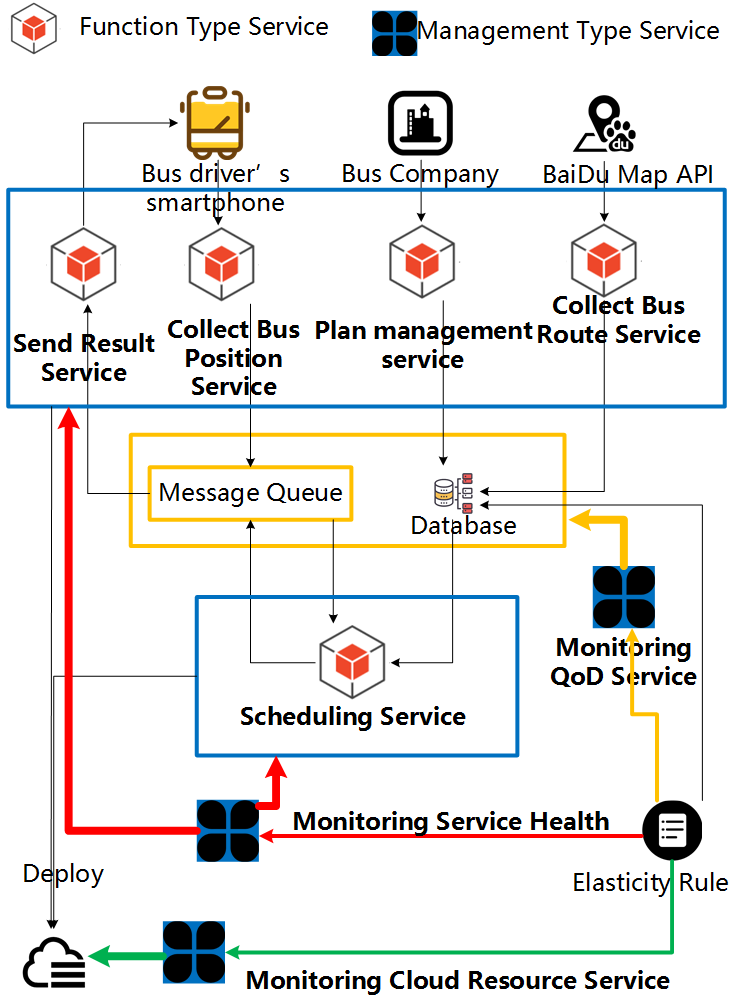 Function Type Service
Management Type Service
Bus driver's
smartphone
Bus Company
BaiDu Map API
du
Send Result
Service
Collect Bus
Position
Service
Plan management
service
Collect Bus
Route Service
Message Queue
Database
Scheduling Service
Monitoring
QoD Service
Monitoring Service Health
Elasticity Rule
Deploy
Monitoring Cloud Resource Service